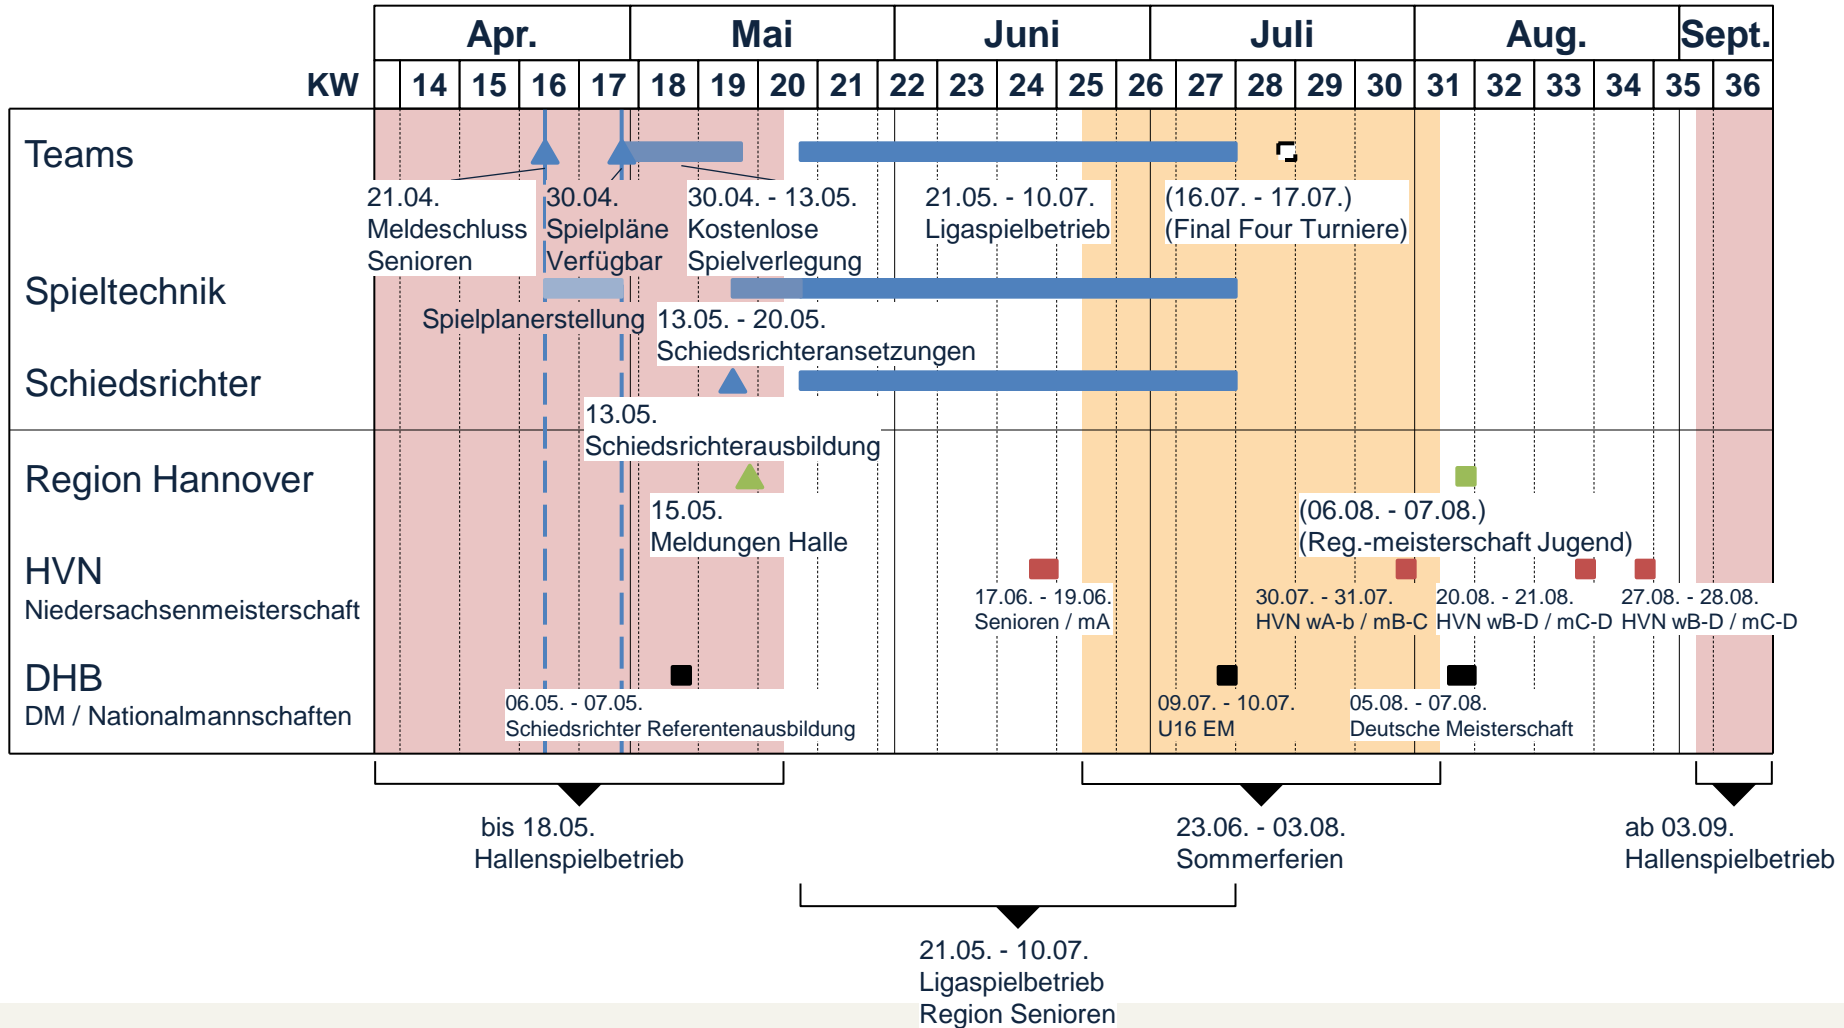 Apr. Mai Juni Juli Aug. Sept.
KW 14 15 16 17 18 19 20 21 22 23 24 25 26 27 28 29 30 31 32 33 34 35 36
Teams
21.04.
Meldeschluss
Senioren
30.04.
Spielpläne
Verfügbar
30.04. - 13.05.
Kostenlose
Spielverlegung
21.05. - 10.07.
Ligaspielbetrieb
(16.07. - 17.07.)
(Final Four Turniere)
Spieltechnik
Spielplanerstellung
13.05. - 20.05.
Schiedsrichteransetzungen
Schiedsrichter
13.05.
Schiedsrichterausbildung
Region Hannover
15.05.
Meldungen Halle
(06.08. - 07.08.)
(Reg.-meisterschaft Jugend)
HVN
Niedersachsenmeisterschaft
17.06. - 19.06.
Senioren / mA
30.07. - 31.07.
HVN wA-b / mB-C
20.08. - 21.08.
HVN wB-D / mC-D
27.08. - 28.08.
HVN wB-D / mC-D
DHB
DM / Nationalmannschaften
06.05. - 07.05.
Schiedsrichter Referentenausbildung
09.07. - 10.07.
U16 EM
05.08. - 07.08.
Deutsche Meisterschaft
bis 18.05.
Hallenspielbetrieb
23.06. - 03.08.
Sommerferien
ab 03.09.
Hallenspielbetrieb
21.05. - 10.07.
Ligaspielbetrieb
Region Senioren